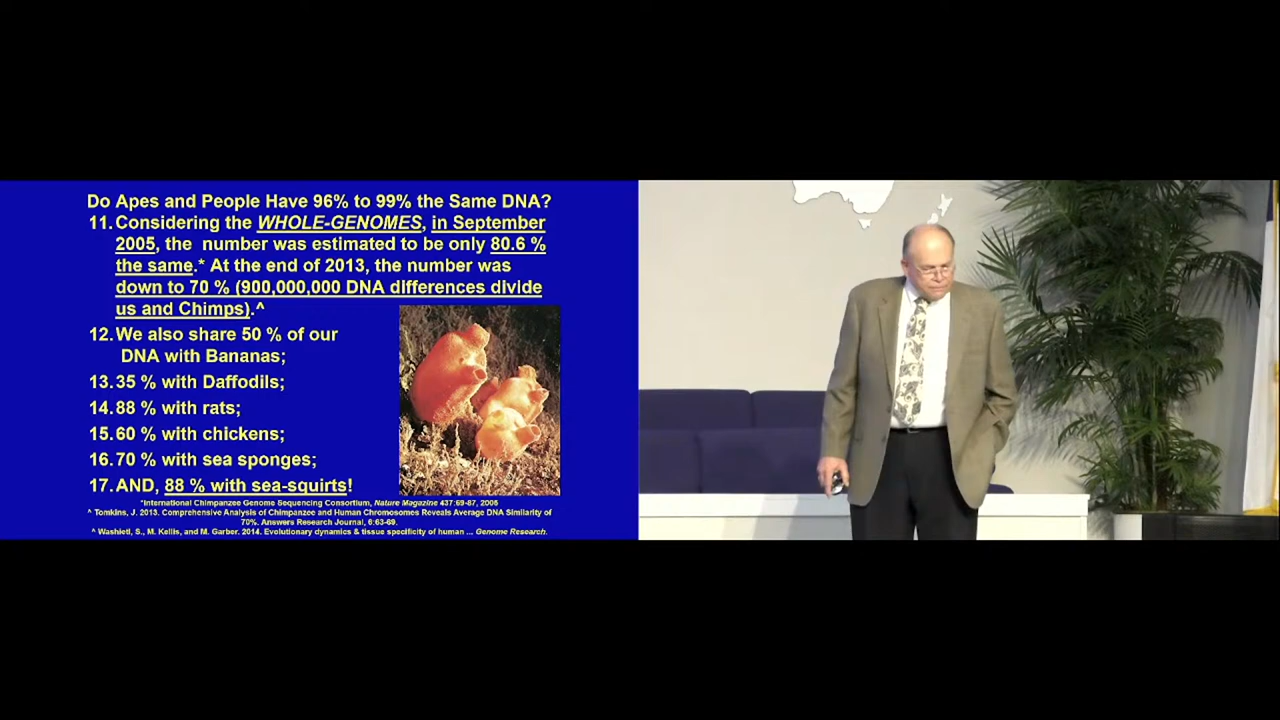 Do Apes and People Have 96% to 99% the Same DNA?
11. Considering the WHOLE-GENOMES, in September
2005, the number was estimated to be only 80.6 %
the same.* At the end of 2013, the number was
down to 70 % (900,000,000 DNA differences divide
us and Chimps).^
12. We also share 50 % of our
DNA with Bananas;
13. 35 % with Daffodils;
14. 88 % with rats;
15. 60 % with chickens;
16. 70 % with sea sponges;
17. AND, 88 % with sea-squirts!
*International Chimpanzee Genome Sequencing Consortium, Nature Magazine 437:69-87, 2005
^ Tomkins, J. 2013. Comprehensive Analysis of Chimpanzee and Human Chromosomes Reveals Average DNA Similarity of
70%. Answers Research Journal, 6:63-69.
^ Washietl, S., M. Kellis, and M. Garber. 2014. Evolutionary dynamics & tissue specificity of human ... Genome Research.